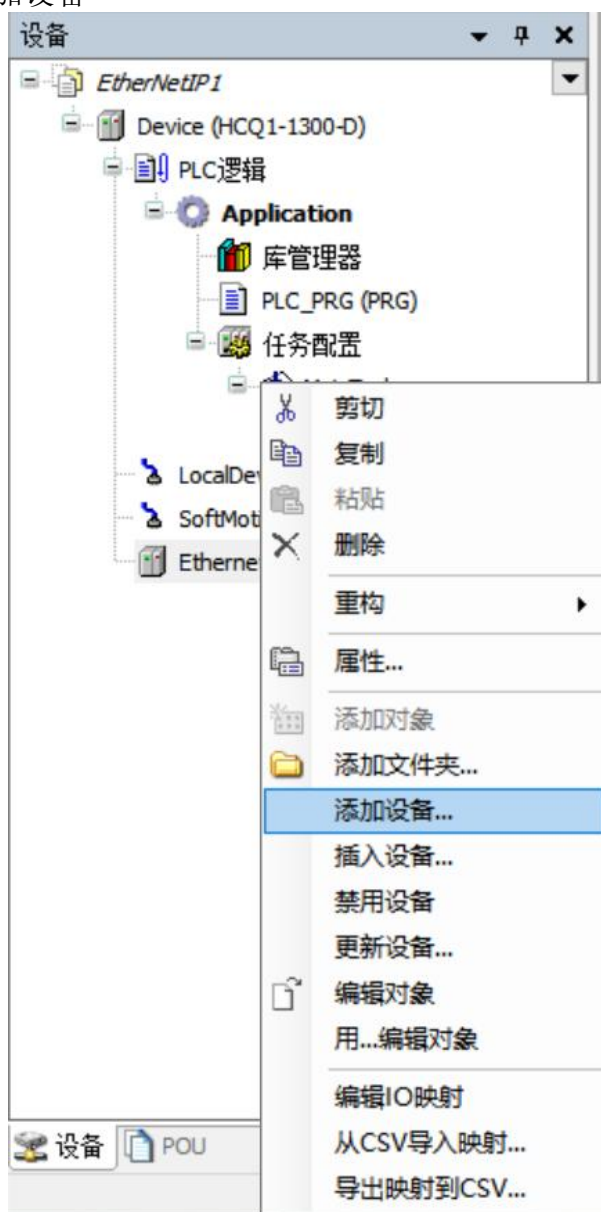 加设备
设备
EtherNetIP1
Device (HCQ1-1300-D)
PLC逻辑
Application
库管理器
PLC_PRG (PRG)
任务配置
LocalDe
SoftMoti
Etherne
剪切
复制
粘贴
删除
重构
属性...
添加对象
添加文件夹...
添加设备...
插入设备...
禁用设备
更新设备...
编辑对象
用...编辑对象
编辑IO映射
从CSV导入映射...
导出映射到CSV...
设备
POU